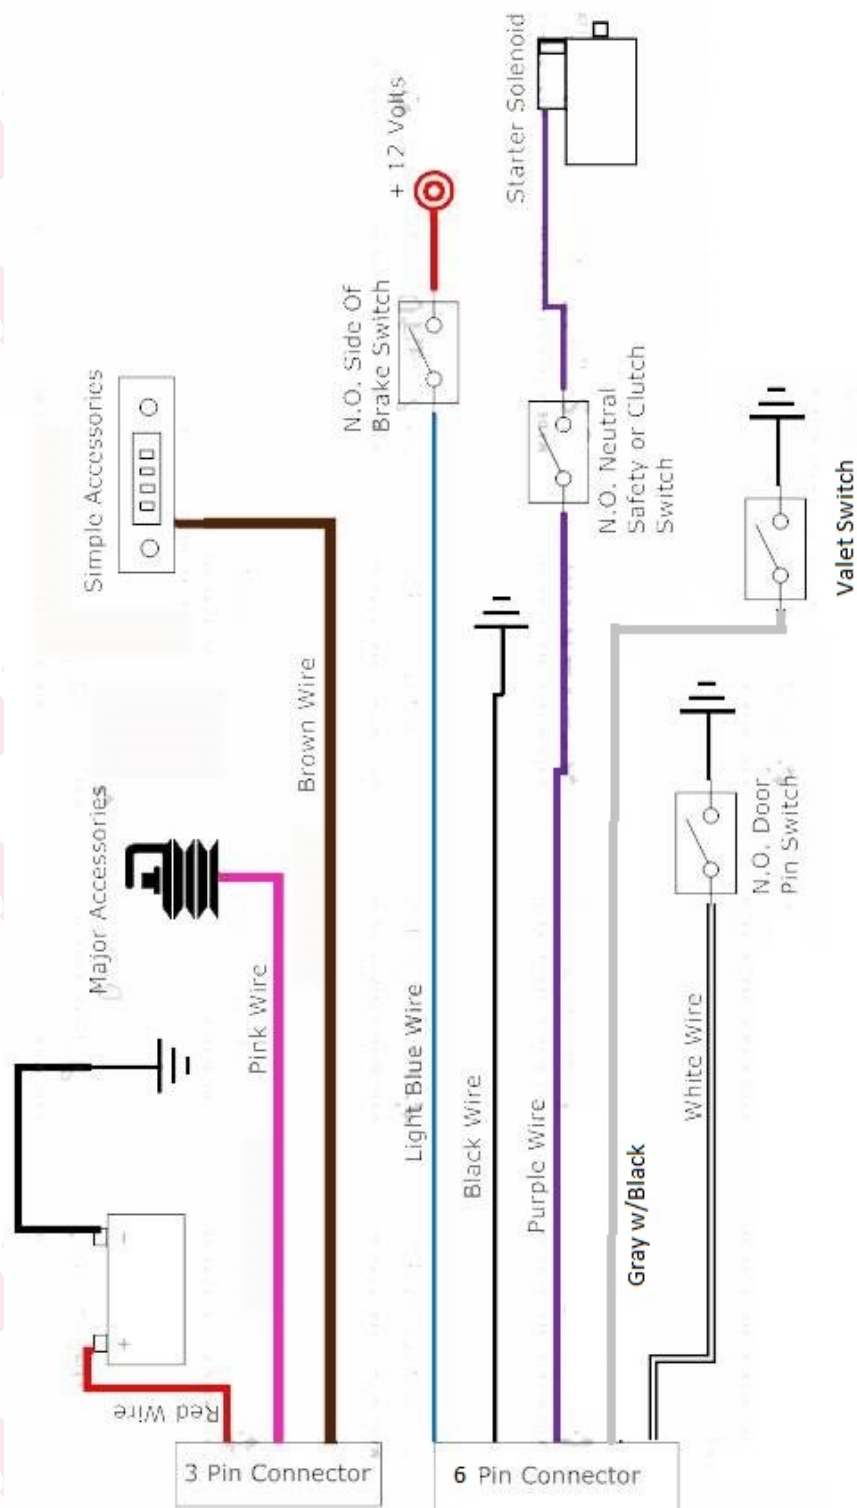 Starter Solenoid
+ 12 Volts
N.O. Side Of
Brake Switch
Simple Accessories
N.O. Neutral
Safety or Clutch
Switch
Valet Switch
Brown Wire
N.O. Door
Pin Switch
Major Accessories
Pink Wire
Light Blue Wire
Black Wire
Purple Wire
Gray w/Black
White Wire
−
+
Red Wire
3 Pin Connector
6 Pin Connector